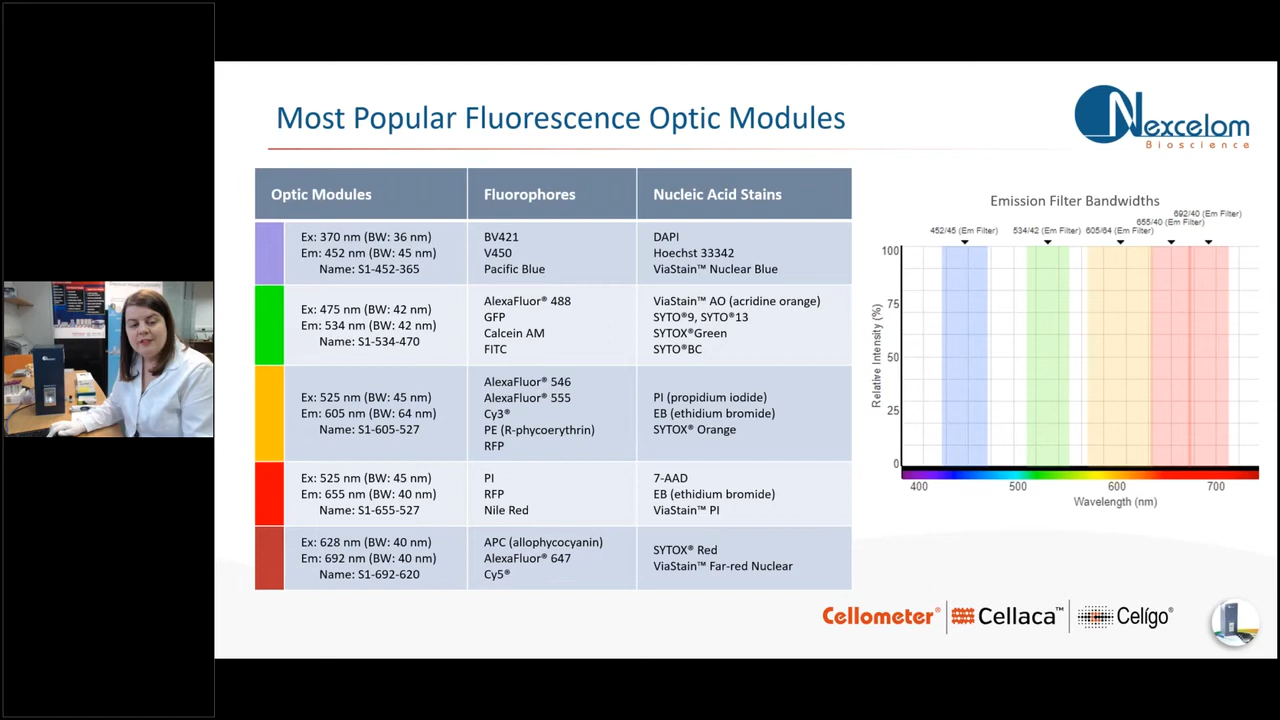 Most Popular Fluorescence Optic Modules
Nexcelom
Bioscience
Optic Modules
Fluorophores
Nucleic Acid Stains
Ex: 370 nm (BW: 36 nm)
Em: 452 nm (BW: 45 nm)
Name: S1-452-365
BV421
V450
Pacific Blue
DAPI
Hoechst 33342
ViaStain™ Nuclear Blue
Ex: 475 nm (BW: 42 nm)
Em: 534 nm (BW: 42 nm)
Name: S1-534-470
AlexaFluor® 488
GFP
Calcein AM
FITC
ViaStain™ AO (acridine orange)
SYTO®9, SYTO®13
SYTOX®Green
SYTO®BC
Ex: 525 nm (BW: 45 nm)
Em: 605 nm (BW: 64 nm)
Name: S1-605-527
AlexaFluor® 546
AlexaFluor® 555
Cy3®
PE (R-phycoerythrin)
RFP
PI (propidium iodide)
EB (ethidium bromide)
SYTOX® Orange
Ex: 525 nm (BW: 45 nm)
Em: 655 nm (BW: 40 nm)
Name: S1-655-527
PI
RFP
Nile Red
7-AAD
EB (ethidium bromide)
ViaStain™ PI
Ex: 628 nm (BW: 40 nm)
Em: 692 nm (BW: 40 nm)
Name: S1-692-620
APC (allophycocyanin)
AlexaFluor® 647
Cy5®
SYTOX® Red
ViaStain™ Far-red Nuclear
Emission Filter Bandwidths
692/40 (Em Filter)
655/40 (Em Filter)
452/45 (Em Filter)
534/42 (Em Filter)
605/64 (Em Filter)
100
75
50
25
0
Relative Intensity (%)
400
500
600
700
Wavelength (nm)
Cellometer®
Cellaca™
Celígo®